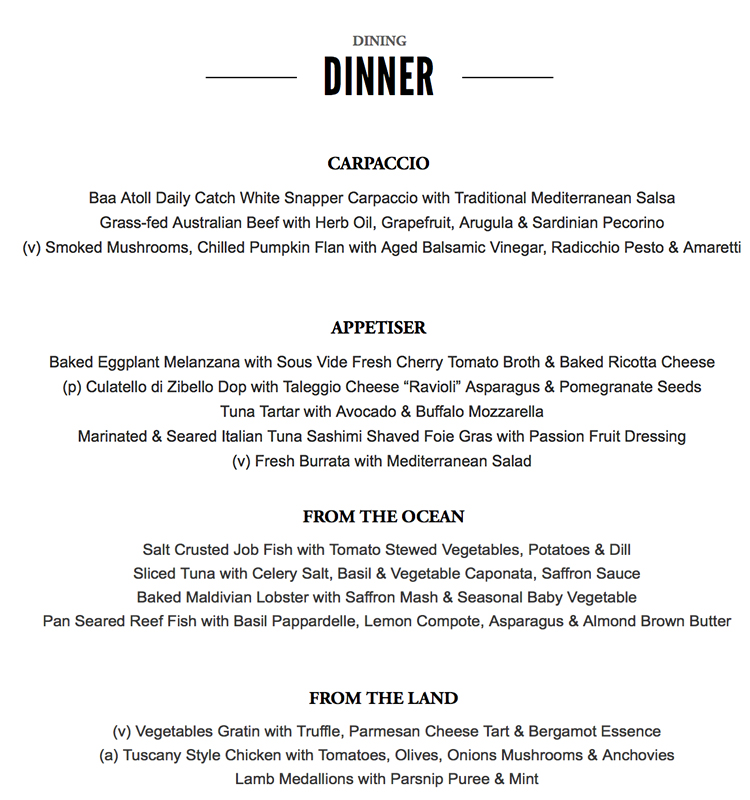 DINING
DINNER
CARPACCIO
Baa Atoll Daily Catch White Snapper Carpaccio with Traditional Mediterranean Salsa
Grass-fed Australian Beef with Herb Oil, Grapefruit, Arugula & Sardinian Pecorino
(v) Smoked Mushrooms, Chilled Pumpkin Flan with Aged Balsamic Vinegar, Radicchio Pesto & Amaretti
APPETISER
Baked Eggplant Melanzana with Sous Vide Fresh Cherry Tomato Broth & Baked Ricotta Cheese
(p) Culatello di Zibello Dop with Taleggio Cheese “Ravioli” Asparagus & Pomegranate Seeds
Tuna Tartar with Avocado & Buffalo Mozzarella
Marinated & Seared Italian Tuna Sashimi Shaved Foie Gras with Passion Fruit Dressing
(v) Fresh Burrata with Mediterranean Salad
FROM THE OCEAN
Salt Crusted Job Fish with Tomato Stewed Vegetables, Potatoes & Dill
Sliced Tuna with Celery Salt, Basil & Vegetable Caponata, Saffron Sauce
Baked Maldivian Lobster with Saffron Mash & Seasonal Baby Vegetable
Pan Seared Reef Fish with Basil Pappardelle, Lemon Compote, Asparagus & Almond Brown Butter
FROM THE LAND
(v) Vegetables Gratin with Truffle, Parmesan Cheese Tart & Bergamot Essence
(a) Tuscany Style Chicken with Tomatoes, Olives, Onions Mushrooms & Anchovies
Lamb Medallions with Parsnip Puree & Mint